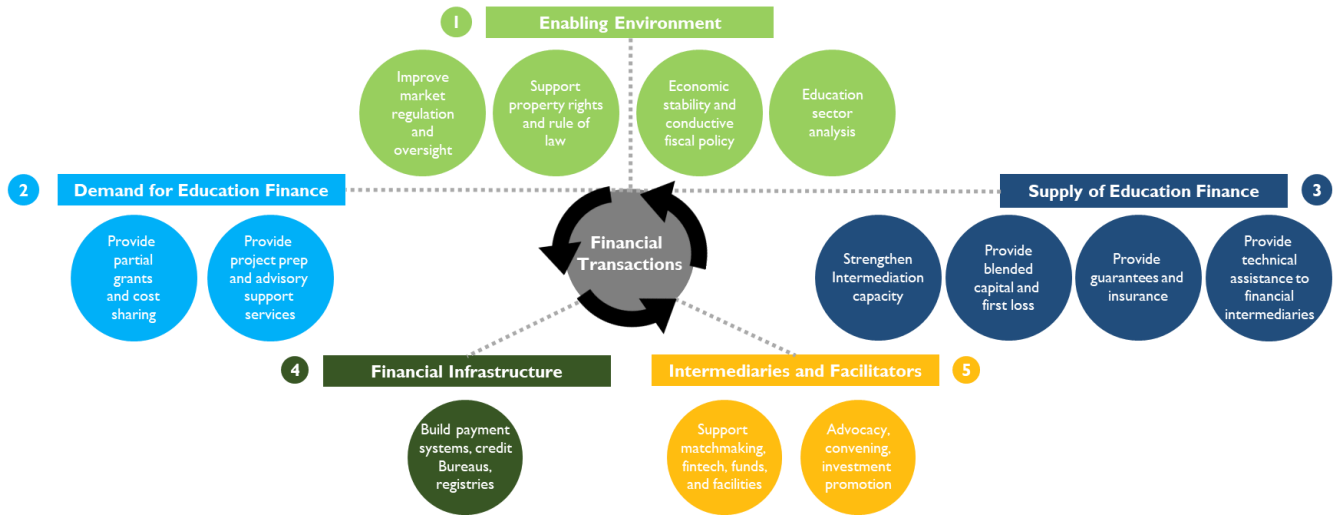 1
Enabling Environment
Improve
market
regulation
and
oversight
Support
property rights
and rule of
law
Economic
stability and
conductive
fiscal policy
Education
sector
analysis
2
Demand for Education Finance
Provide
partial
grants
and cost
sharing
Provide
project prep
and advisory
support
services
Financial
Transactions
Supply of Education Finance
3
Strengthen
Intermediation
capacity
Provide
blended
capital and
first loss
Provide
guarantees and
insurance
Provide
technical
assistance to
financial
intermediaries
4
Financial Infrastructure
Build payment
systems, credit
Bureaus,
registries
Intermediaries and Facilitators
5
Support
matchmaking,
fintech, funds,
and facilities
Advocacy,
convening,
investment
promotion